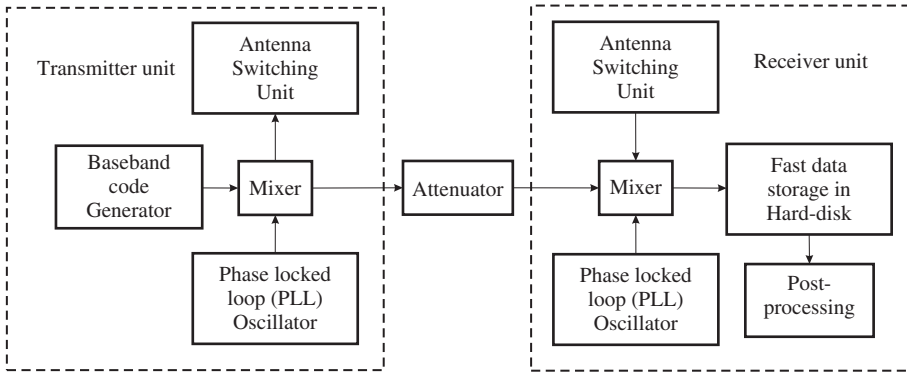 Transmitter unit
Antenna
Switching
Unit
Baseband
code
Generator
Mixer
Phase locked
loop (PLL)
Oscillator
Attenuator
Antenna
Switching
Unit
Receiver unit
Mixer
Fast data
storage in
Hard-disk
Phase locked
loop (PLL)
Oscillator
Post-
processing